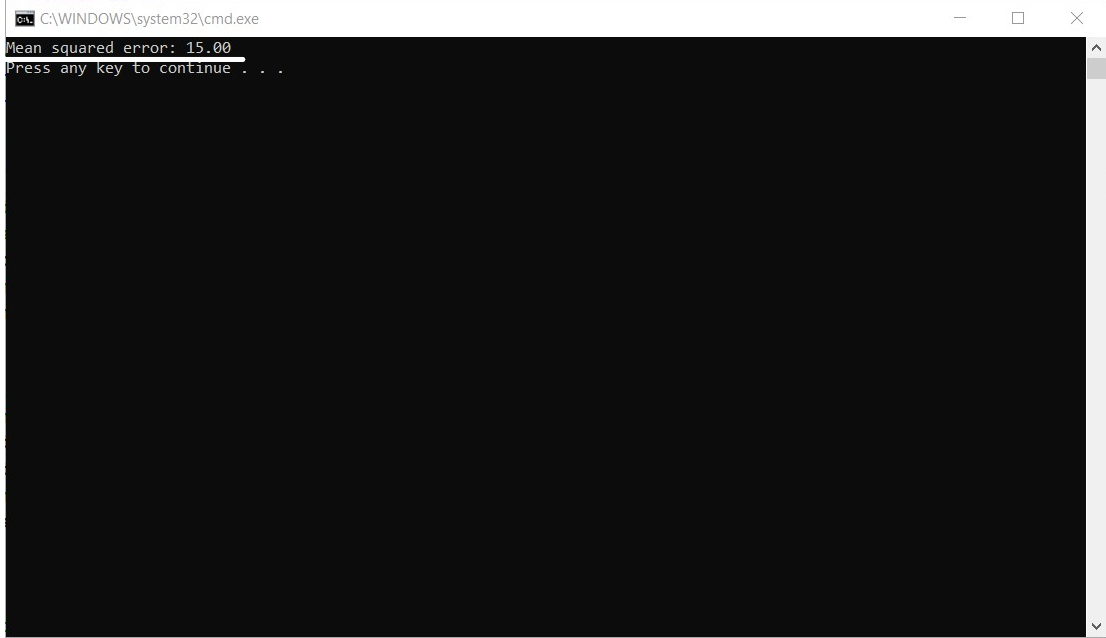 C:\WINDOWS\system32\cmd.exe
Mean squared error: 15.00
Press any key to continue . . .